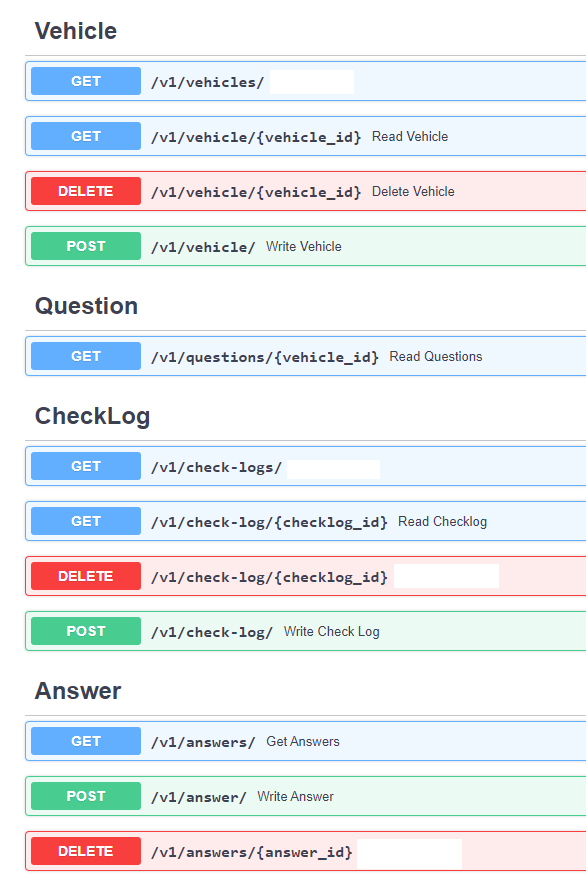 Vehicle
GET /v1/vehicles/
GET /v1/vehicle/{vehicle_id} Read Vehicle
DELETE /v1/vehicle/{vehicle_id} Delete Vehicle
POST /v1/vehicle/ Write Vehicle
Question
GET /v1/questions/{vehicle_id} Read Questions
CheckLog
GET /v1/check-logs/
GET /v1/check-log/{checklog_id} Read Checklog
DELETE /v1/check-log/{checklog_id}
POST /v1/check-log/ Write Check Log
Answer
GET /v1/answers/ Get Answers
POST /v1/answer/ Write Answer
DELETE /v1/answers/{answer_id}